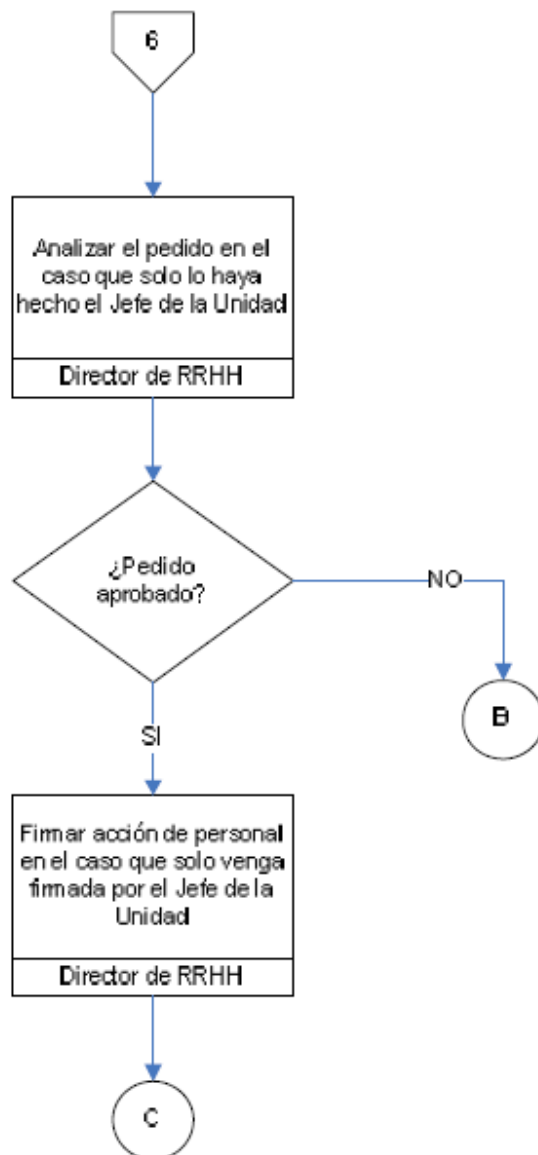 6
Analizar el pedido en el
caso que solo lo haya
hecho el Jefe de la Unidad
Director de RRHH
¿Pedido
aprobado?
NO
B
SI
Firmar acción de personal
en el caso que solo venga
firmada por el Jefe de la
Unidad
Director de RRHH
C